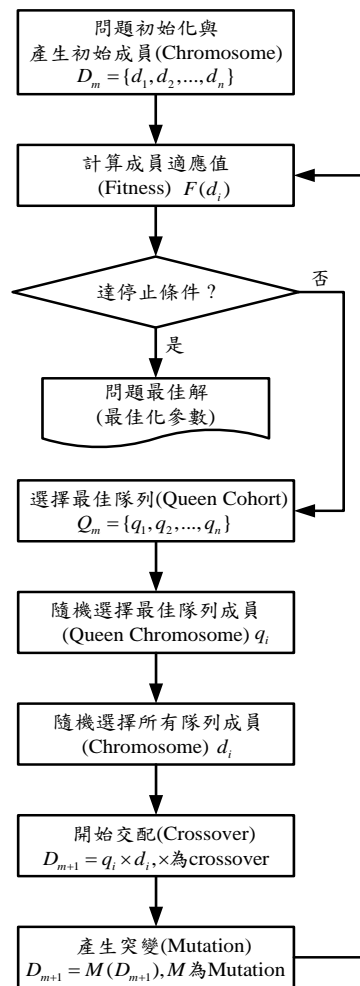 問題初始化與
產生初始成員(Chromosome)
D_m = {d_1, d_2, ..., d_n}
計算成員適應值
(Fitness) F(d_i)
達停止條件？
否
是
問題最佳解
(最佳化參數)
選擇最佳隊列(Queen Cohort)
Q_m = {q_1, q_2, ..., q_n}
隨機選擇最佳隊列成員
(Queen Chromosome) q_i
隨機選擇所有隊列成員
(Chromosome) d_i
開始交配(Crossover)
D_{m+1} = q_i × d_i, ×為crossover
產生突變(Mutation)
D_{m+1} = M(D_{m+1}), M 為Mutation